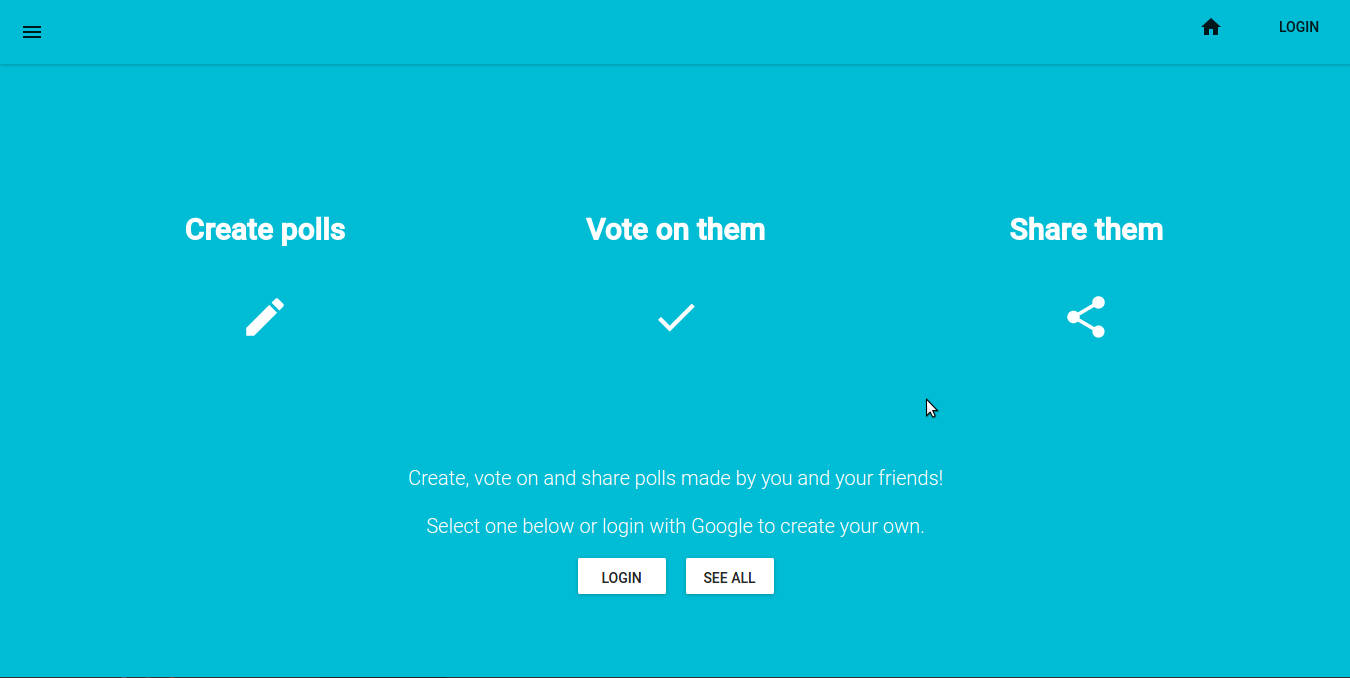 LOGIN
Create polls
Vote on them
Share them
Create, vote on and share polls made by you and your friends!
Select one below or login with Google to create your own.
LOGIN
SEE ALL